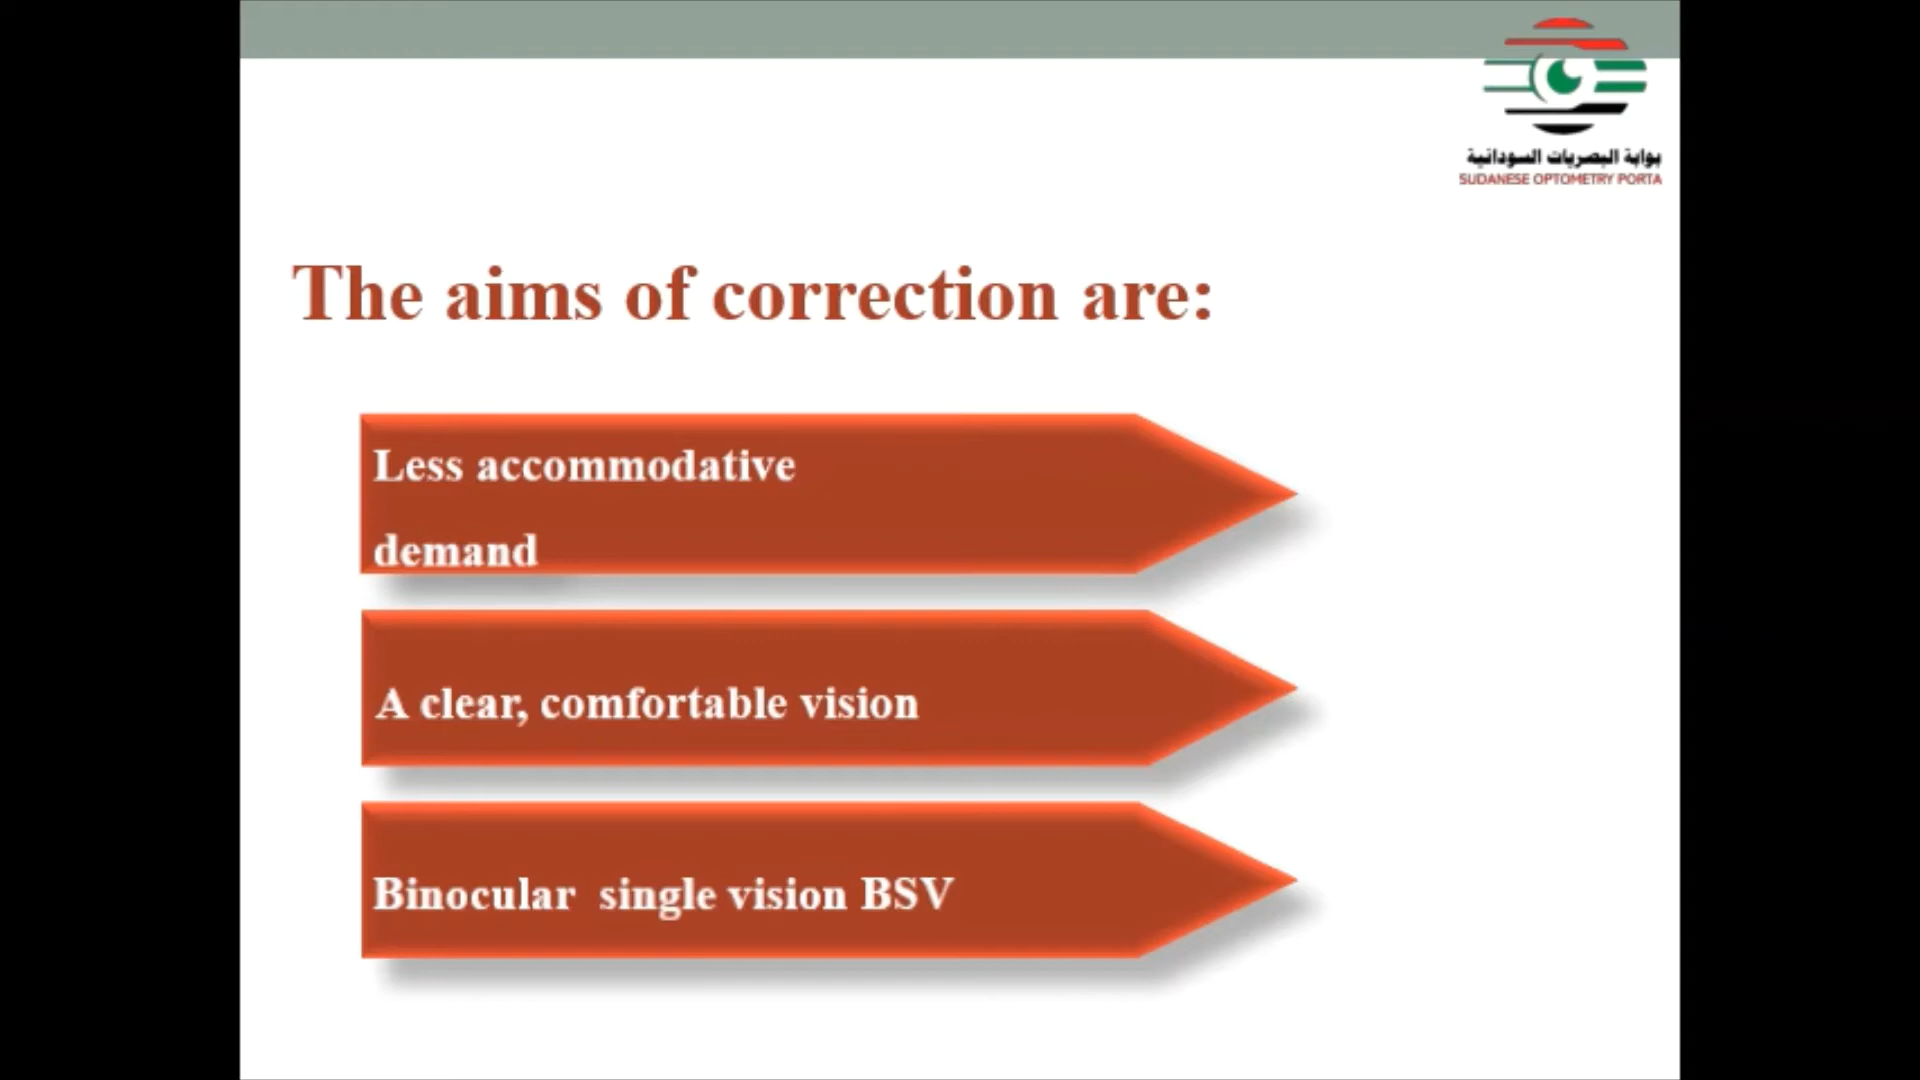 بوابة البصريات السودانية
SUDANESE OPTOMETRY PORTA
The aims of correction are:
Less accommodative
demand
A clear, comfortable vision
Binocular single vision BSV